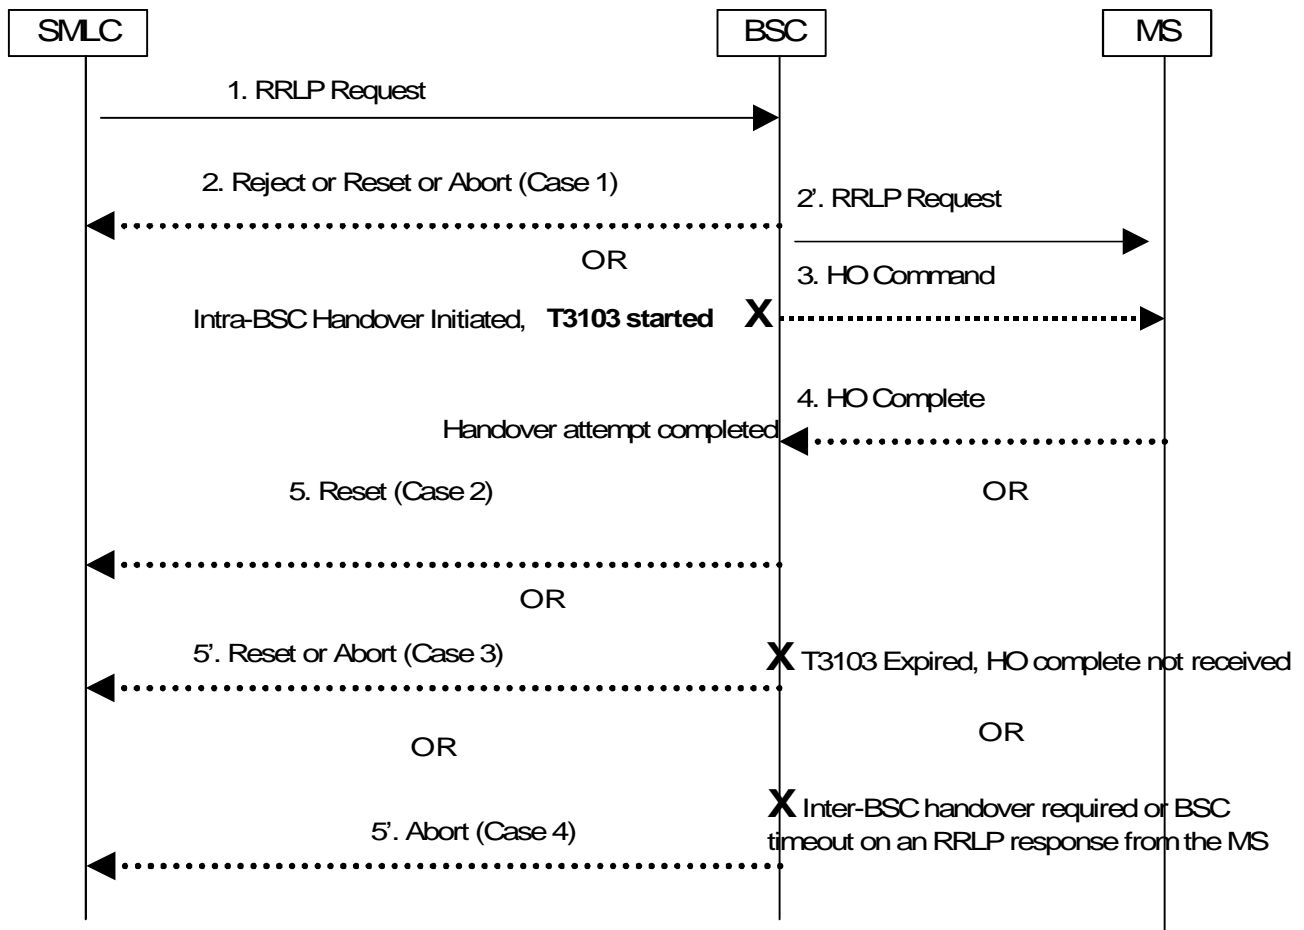 SMLC
BSC
MS
1. RRLP Request
2. Reject or Reset or Abort (Case 1)
2'. RRLP Request
OR
3. HO Command
Intra-BSC Handover Initiated, T3103 started X
4. HO Complete
Handover attempt completed
5. Reset (Case 2)
OR
OR
5'. Reset or Abort (Case 3)
X T3103 Expired, HO complete not received
OR
OR
X Inter-BSC handover required or BSC
timeout on an RRLP response from the MS
5'. Abort (Case 4)